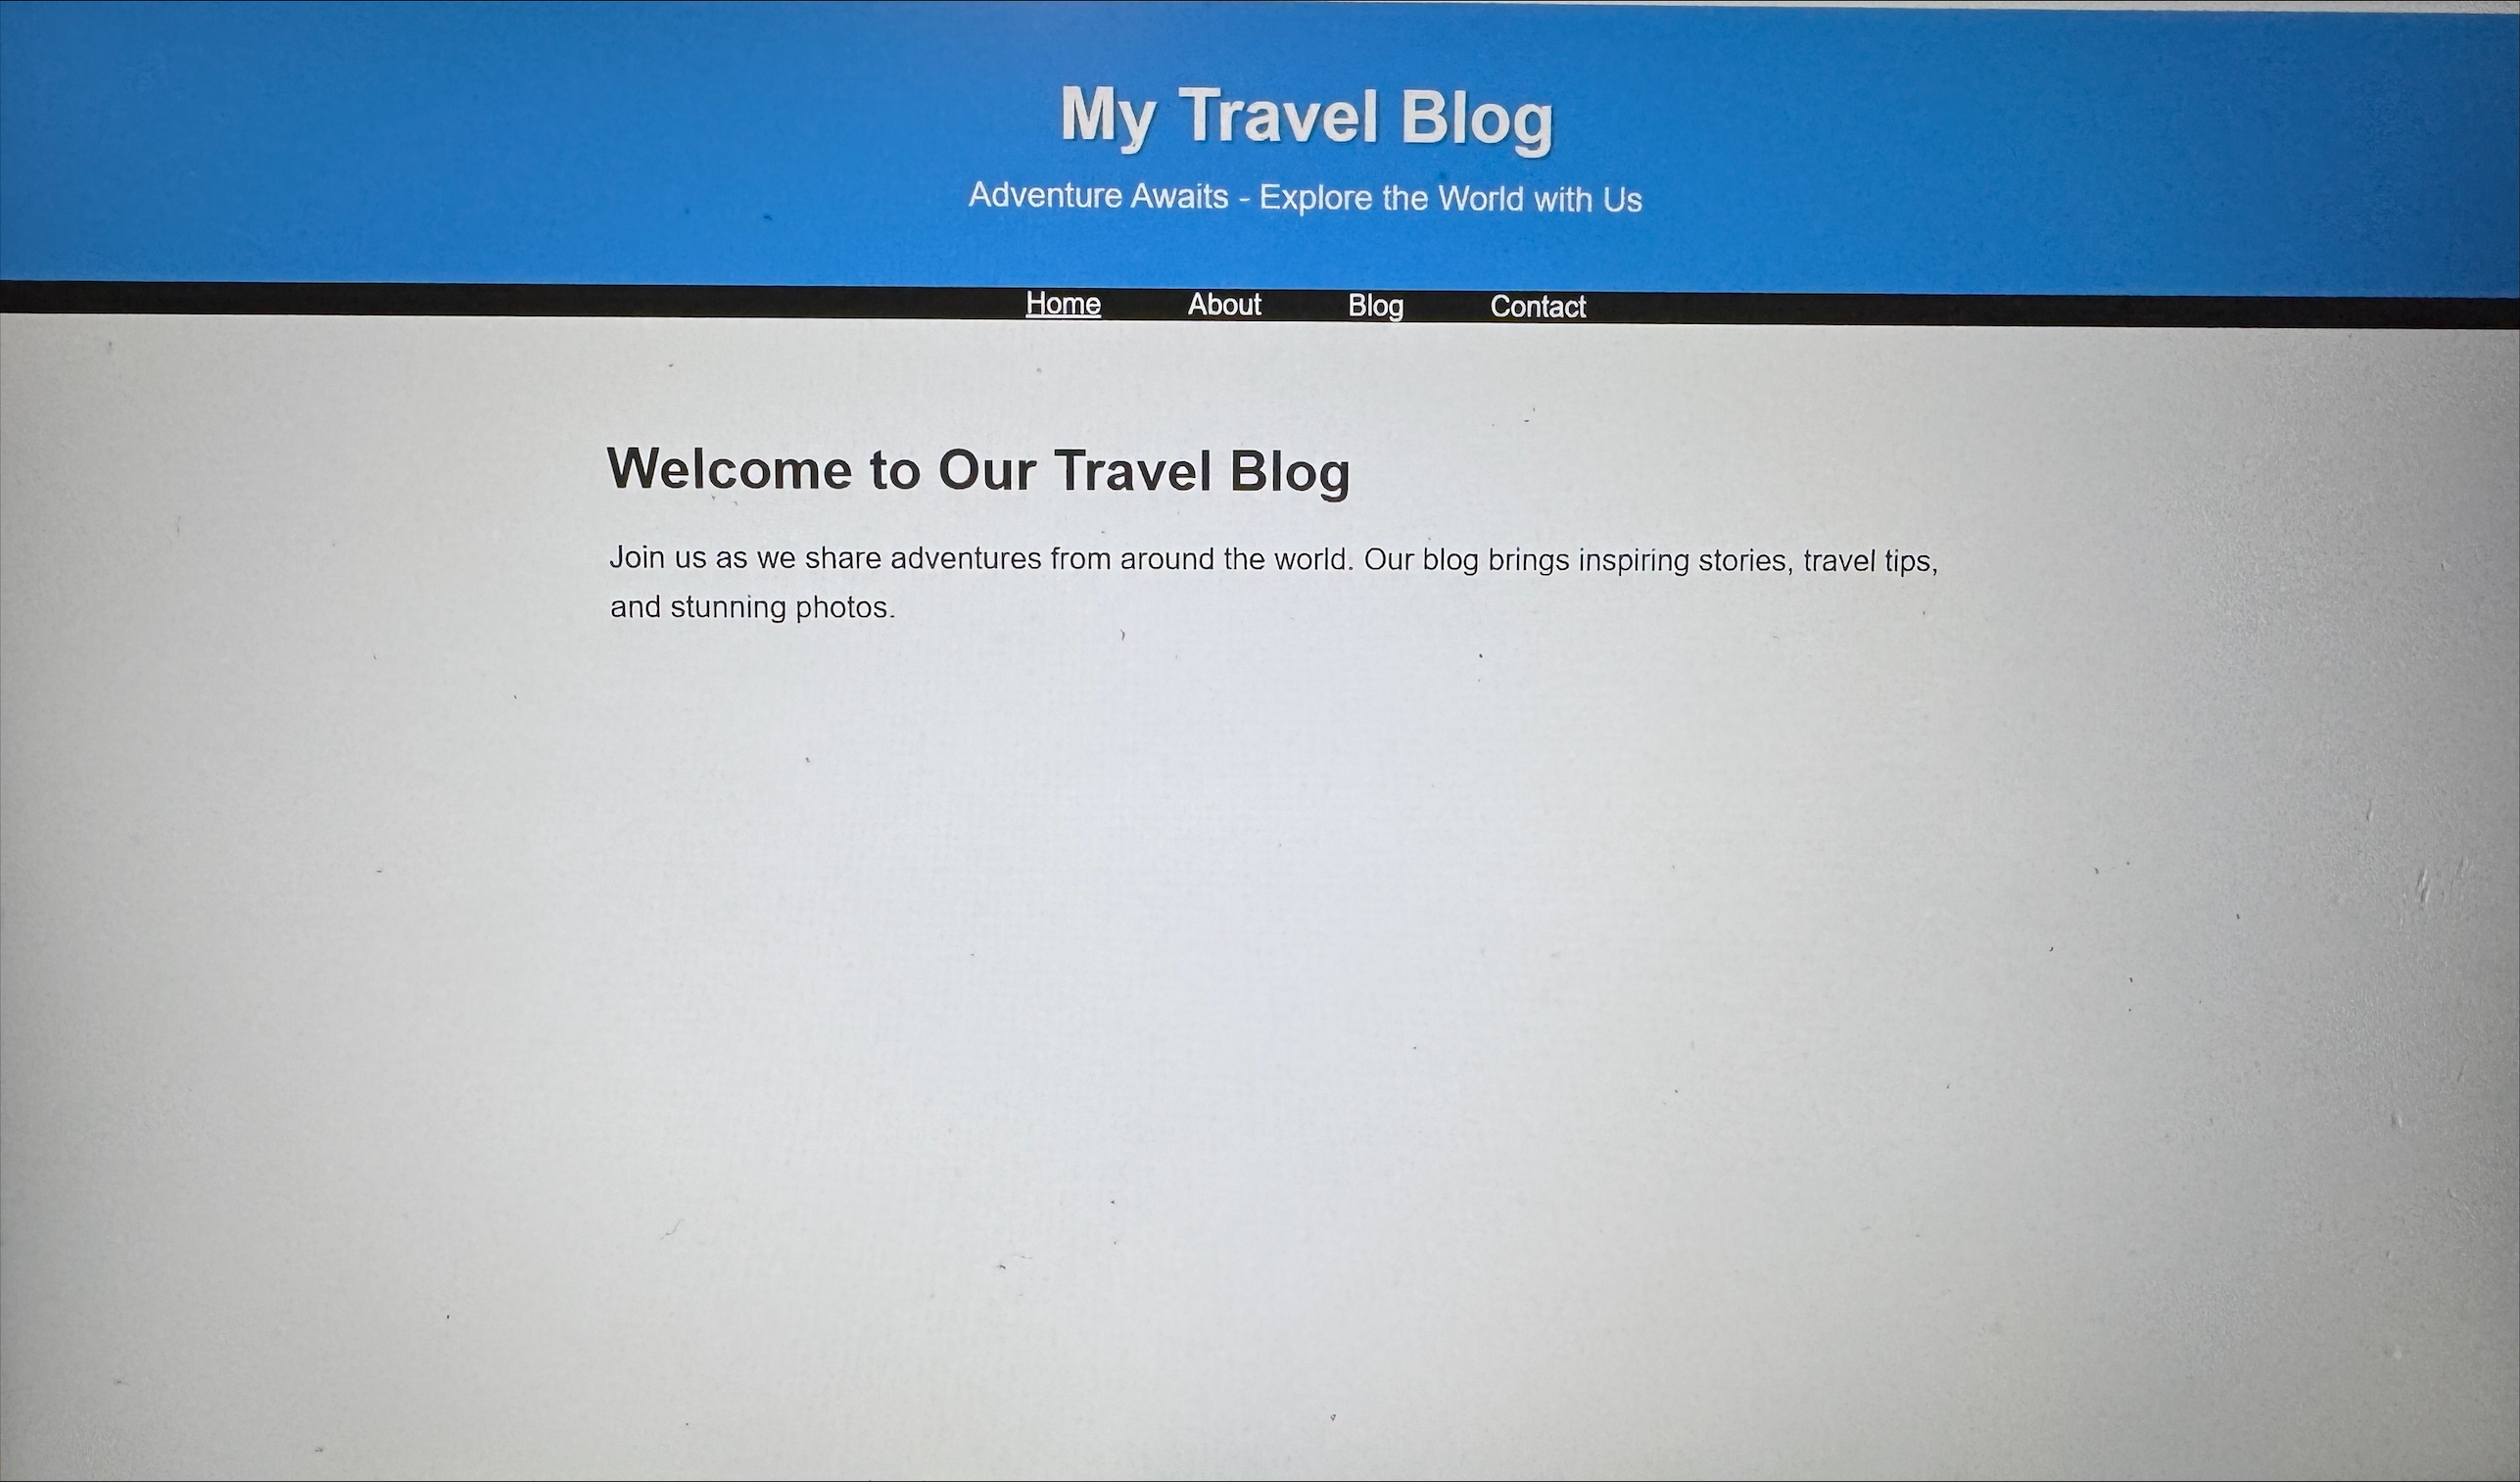 My Travel Blog
Adventure Awaits - Explore the World with Us
Home About Blog Contact
Welcome to Our Travel Blog
Join us as we share adventures from around the world. Our blog brings inspiring stories, travel tips,
and stunning photos.